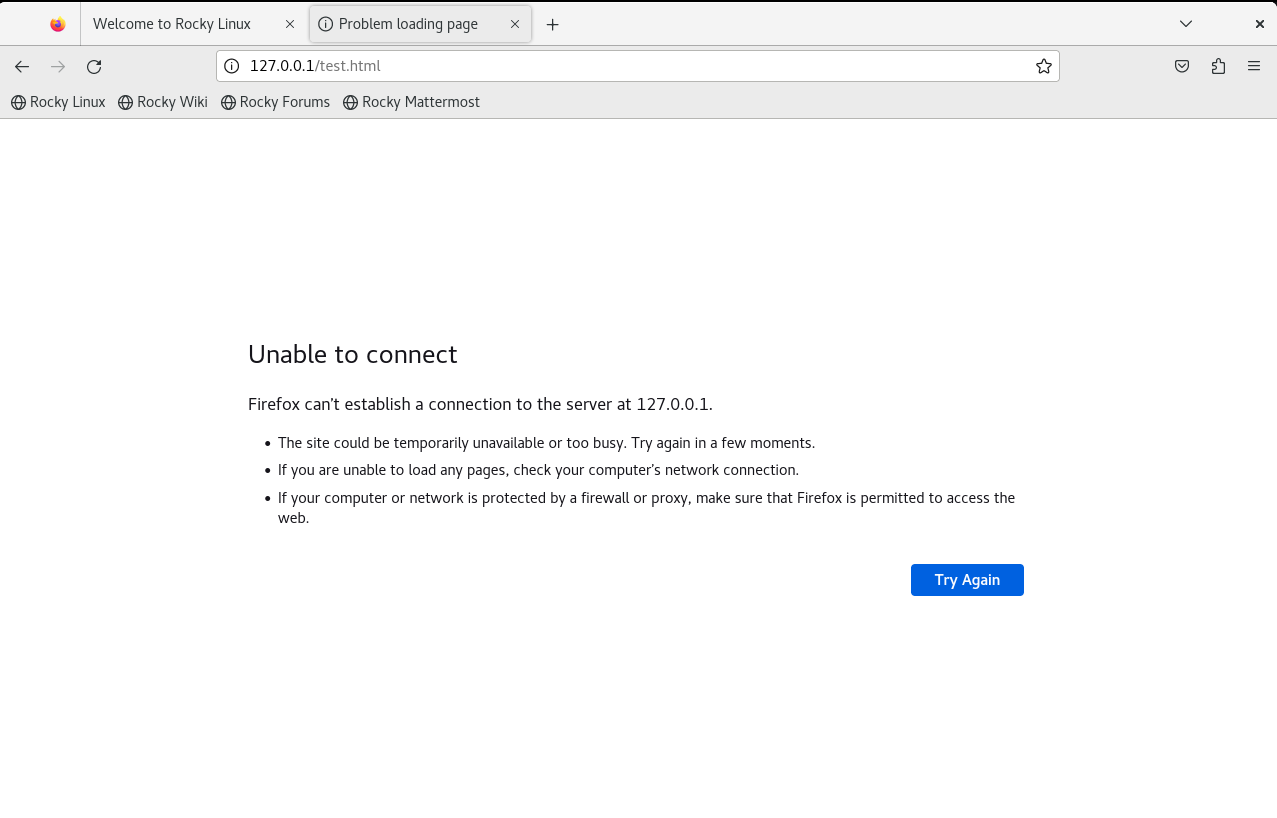 Welcome to Rocky Linux
Problem loading page
127.0.0.1/test.html
Rocky Linux
Rocky Wiki
Rocky Forums
Rocky Mattermost
Unable to connect
Firefox can’t establish a connection to the server at 127.0.0.1.
• The site could be temporarily unavailable or too busy. Try again in a few moments.
• If you are unable to load any pages, check your computer’s network connection.
• If your computer or network is protected by a firewall or proxy, make sure that Firefox is permitted to access the
web.
Try Again